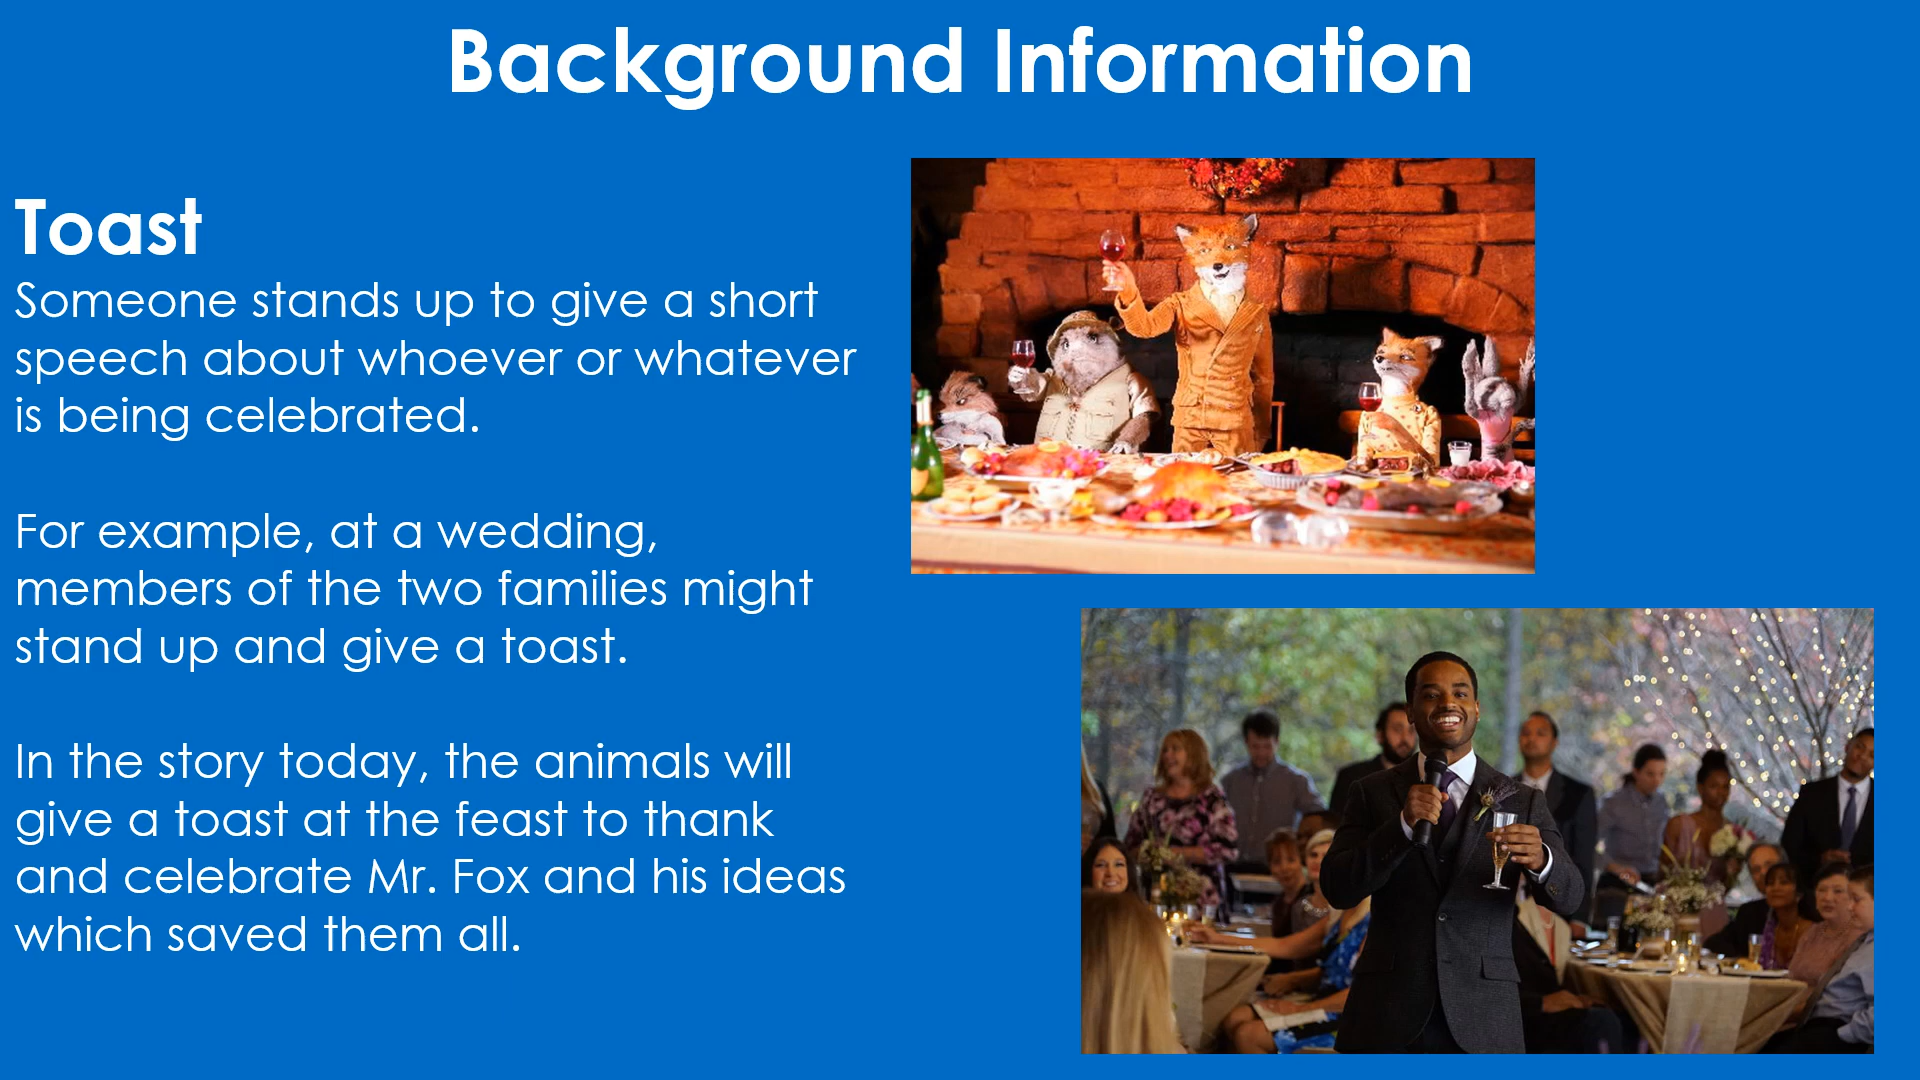 Background Information
Toast
Someone stands up to give a short
speech about whoever or whatever
is being celebrated.
For example, at a wedding,
members of the two families might
stand up and give a toast.
In the story today, the animals will
give a toast at the feast to thank
and celebrate Mr. Fox and his ideas
which saved them all.